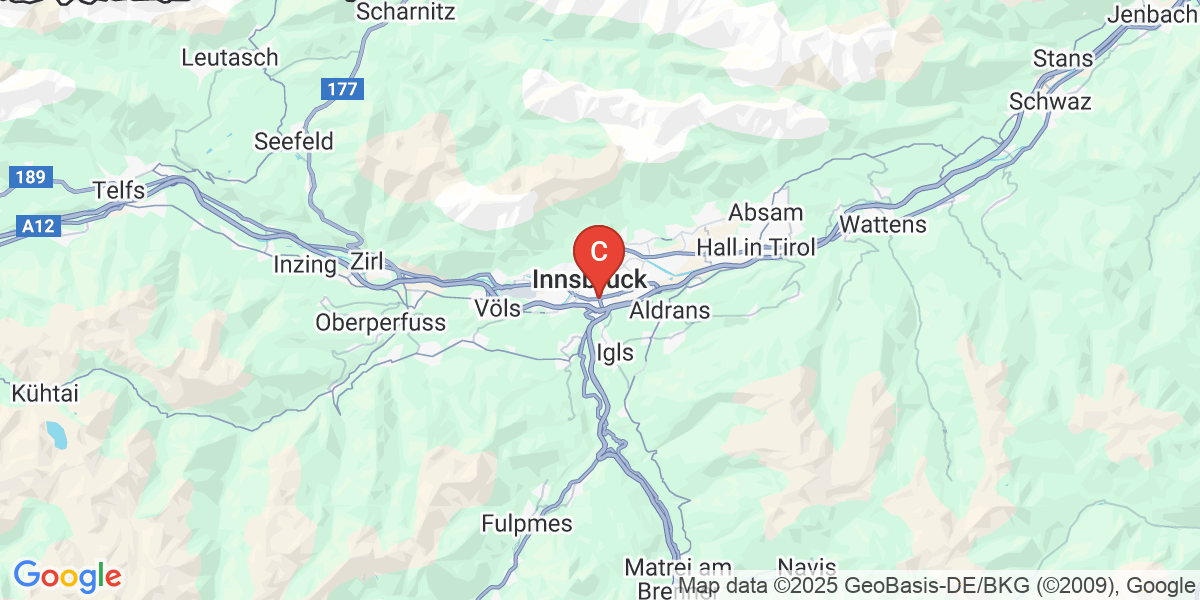 Scharnitz
Jenbach
Leutasch
Stans
177
Schwaz
Seefeld
189
Telfs
A12
Absam
Wattens
Hall in Tirol
C
Inzing
Zirl
Innsbruck
Völs
Aldrans
Oberperfuss
Igls
Kühtai
Fulpmes
Matrei am
Brenner
Navis
Google
Map data ©2025 GeoBasis-DE/BKG (©2009), Google